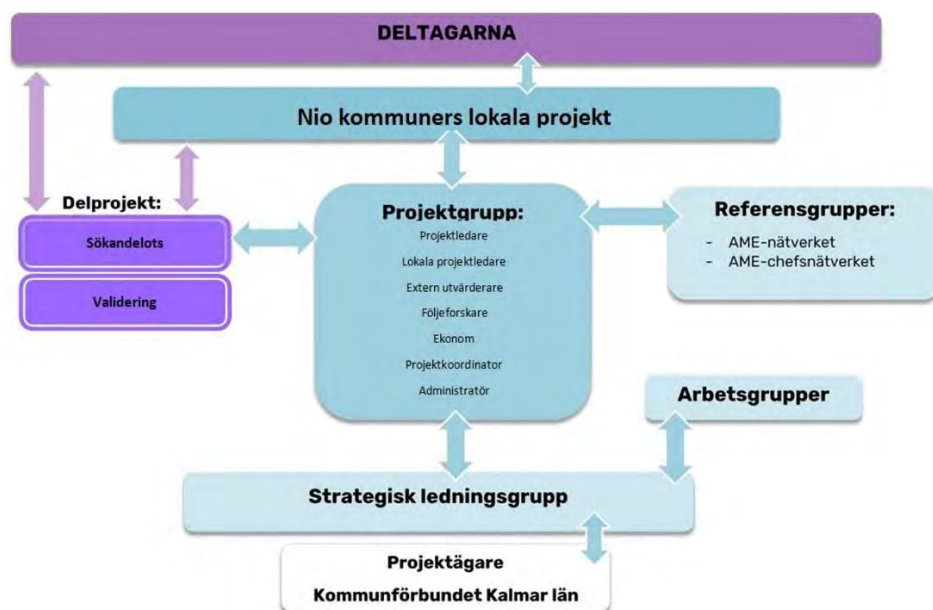 DELTAGARNA
Nio kommuners lokala projekt
Delprojekt:
Sökandelots
Validering
Projektgrupp:
Projektledare
Lokala projektledare
Extern utvärderare
Följeforskare
Ekonom
Projektkoordinator
Administratör
Referensgrupper:
- AME-nätverket
- AME-chefsnätverket
Arbetsgrupper
Strategisk ledningsgrupp
Projektägare
Kommunförbundet Kalmar län